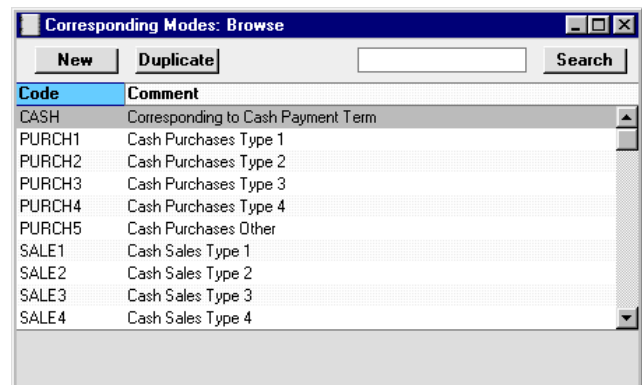 Corresponding Modes: Browse
New Duplicate Search
Code Comment
CASH Corresponding to Cash Payment Term
PURCH1 Cash Purchases Type 1
PURCH2 Cash Purchases Type 2
PURCH3 Cash Purchases Type 3
PURCH4 Cash Purchases Type 4
PURCH5 Cash Purchases Other
SALE1 Cash Sales Type 1
SALE2 Cash Sales Type 2
SALE3 Cash Sales Type 3
SALE4 Cash Sales Type 4